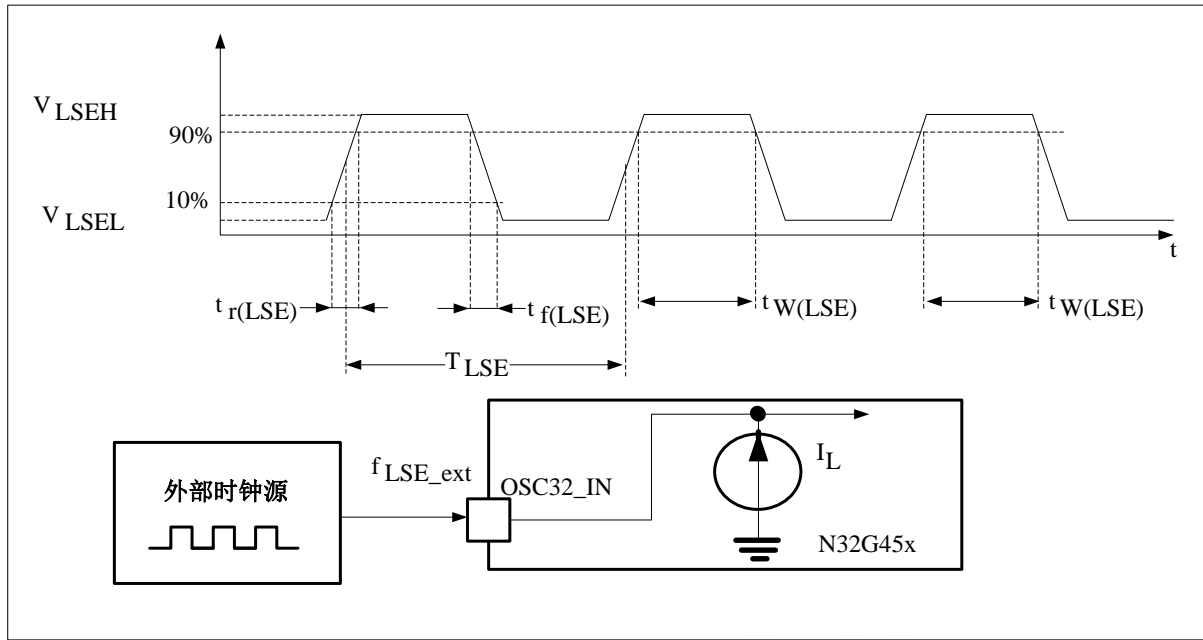 V LSEH
90%
10%
V LSEL
t
t r(LSE)
t f(LSE)
t W(LSE)
t W(LSE)
T LSE
外部时钟源
f LSE_ext
OSC32_IN
I L
N32G45x